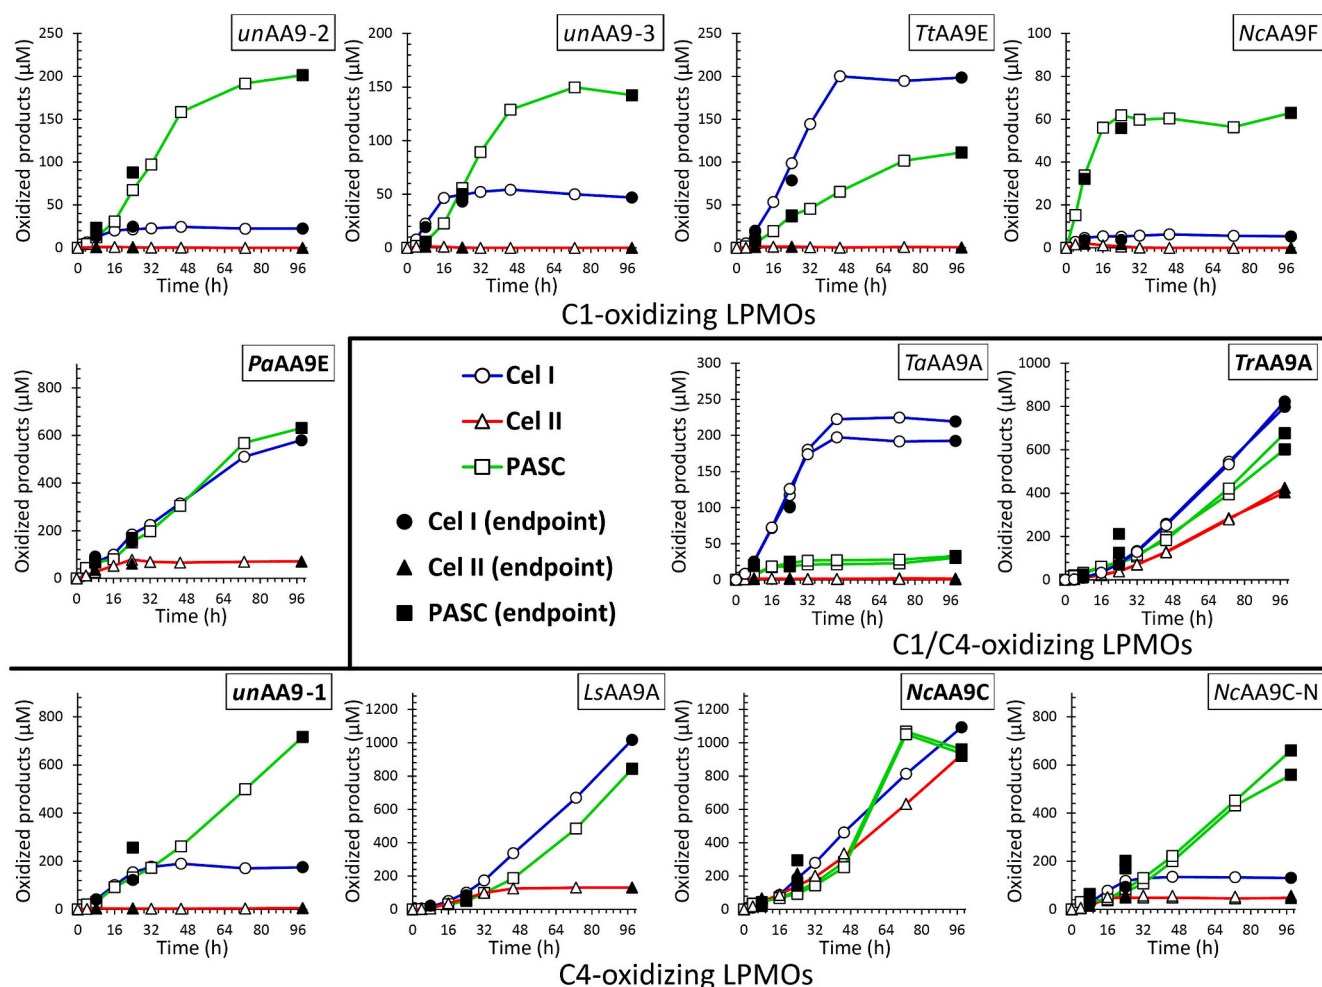 unAA9-2
Oxidized products (µM)
250
200
150
100
50
0
0 16 32 48 64 80 96
Time (h)
unAA9-3
Oxidized products (µM)
200
150
100
50
0
0 16 32 48 64 80 96
Time (h)
TtAA9E
Oxidized products (µM)
250
200
150
100
50
0
0 16 32 48 64 80 96
Time (h)
NcAA9F
Oxidized products (µM)
100
80
60
40
20
0
0 16 32 48 64 80 96
Time (h)
C1-oxidizing LPMOs
PaAA9E
Oxidized products (µM)
800
600
400
200
0
0 16 32 48 64 80 96
Time (h)
Cel I
Cel II
PASC
Cel I (endpoint)
Cel II (endpoint)
PASC (endpoint)
TaAA9A
Oxidized products (µM)
300
250
200
150
100
50
0
0 16 32 48 64 80 96
Time (h)
TrAA9A
Oxidized products (µM)
1000
800
600
400
200
0
0 16 32 48 64 80 96
Time (h)
C1/C4-oxidizing LPMOs
unAA9-1
Oxidized products (µM)
800
600
400
200
0
0 16 32 48 64 80 96
Time (h)
LsAA9A
Oxidized products (µM)
1200
1000
800
600
400
200
0
0 16 32 48 64 80 96
Time (h)
NcAA9C
Oxidized products (µM)
1200
1000
800
600
400
200
0
0 16 32 48 64 80 96
Time (h)
NcAA9C-N
Oxidized products (µM)
800
600
400
200
0
0 16 32 48 64 80 96
Time (h)
C4-oxidizing LPMOs